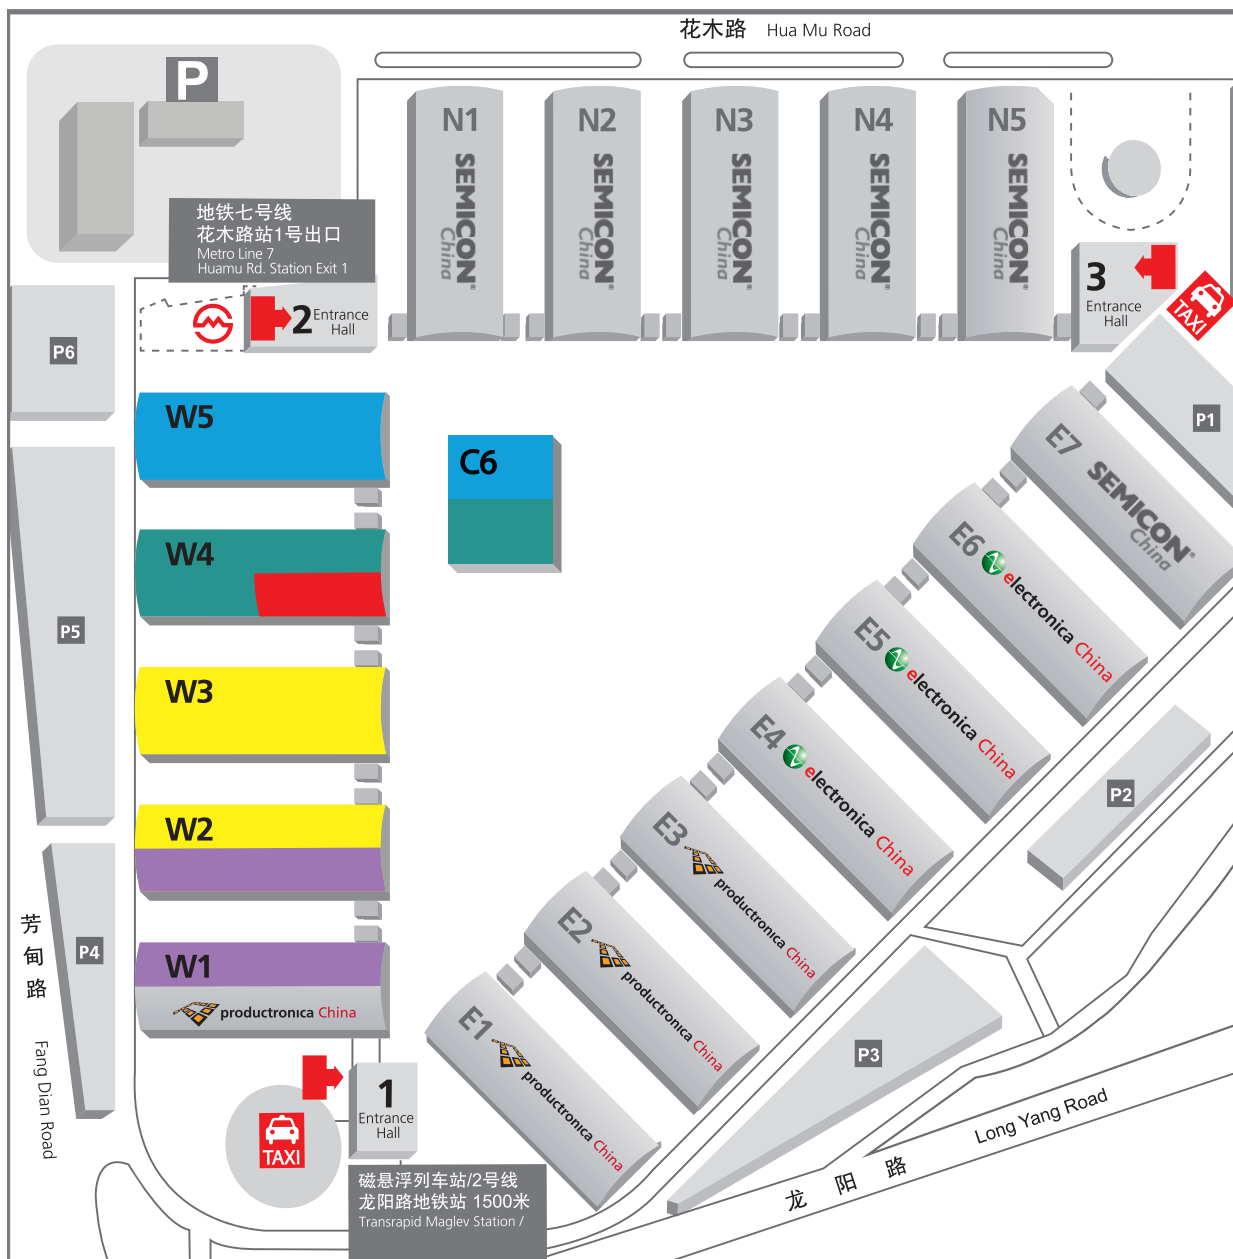 花木路 Hua Mu Road
P
N1
SEMICON®
China
N2
SEMICON®
China
N3
SEMICON®
China
N4
SEMICON®
China
N5
SEMICON®
China
地铁七号线
花木路站1号出口
Metro Line 7
Huamu Rd. Station Exit 1
2
Entrance
Hall
3
Entrance
Hall
TAXI
P6
P1
W5
C6
E7
SEMICON®
China
W4
E6
electronica China
P5
E5
electronica China
W3
E4
electronica China
P2
W2
E3
productronica China
芳甸路
Fang Dian Road
P4
W1
productronica China
E2
productronica China
E1
productronica China
P3
1
Entrance
Hall
TAXI
龙阳路
Long Yang Road
磁悬浮列车站/2号线
龙阳路地铁站 1500米
Transrapid Maglev Station /